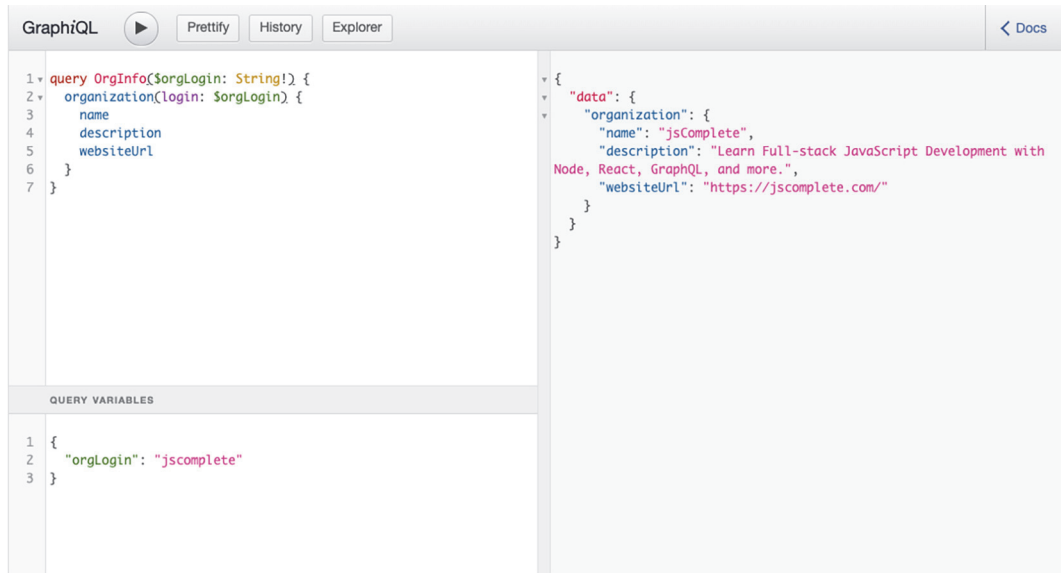 GraphiQL
Prettify
History
Explorer
Docs
1 query OrgInfo($orgLogin: String!) {
2 organization(login: $orgLogin) {
3 name
4 description
5 websiteUrl
6 }
7 }
{
"data": {
"organization": {
"name": "jsComplete",
"description": "Learn Full-stack JavaScript Development with
Node, React, GraphQL, and more.",
"websiteUrl": "https://jscomplete.com/"
}
}
}
QUERY VARIABLES
1 {
2 "orgLogin": "jscomplete"
3 }